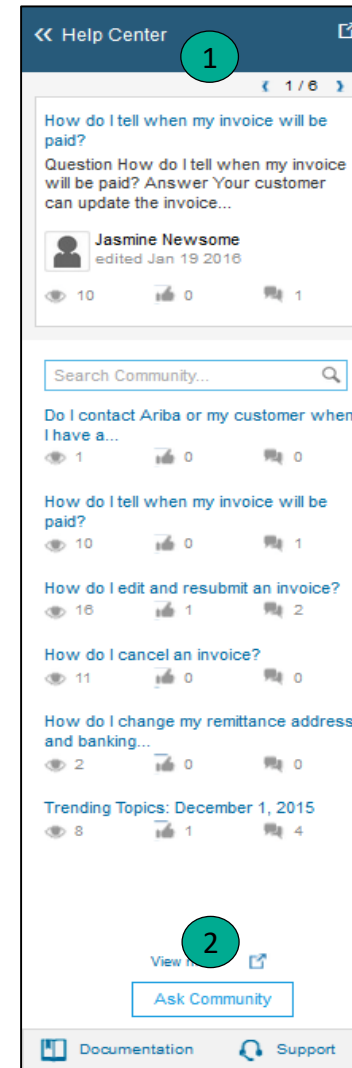 Help Center
1
1 / 6
How do I tell when my invoice will be
paid?
Question How do I tell when my invoice
will be paid? Answer Your customer
can update the invoice...
Jasmine Newsome
edited Jan 19 2016
10 0 1
Search Community...
Do I contact Ariba or my customer when
I have a...
1 0 0
How do I tell when my invoice will be
paid?
10 0 1
How do I edit and resubmit an invoice?
16 1 2
How do I cancel an invoice?
11 0 0
How do I change my remittance address
and banking...
2 0 0
Trending Topics: December 1, 2015
8 1 4
2
View
Ask Community
Documentation Support